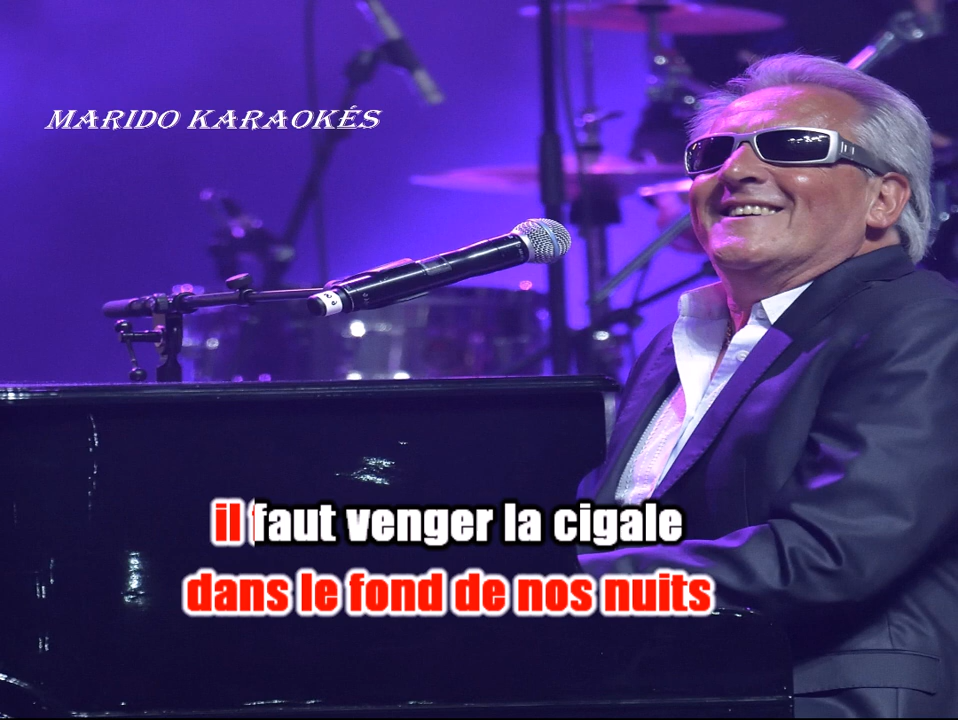 MARIDO KARAOKÉS
il faut venger la cigale
dans le fond de nos nuits